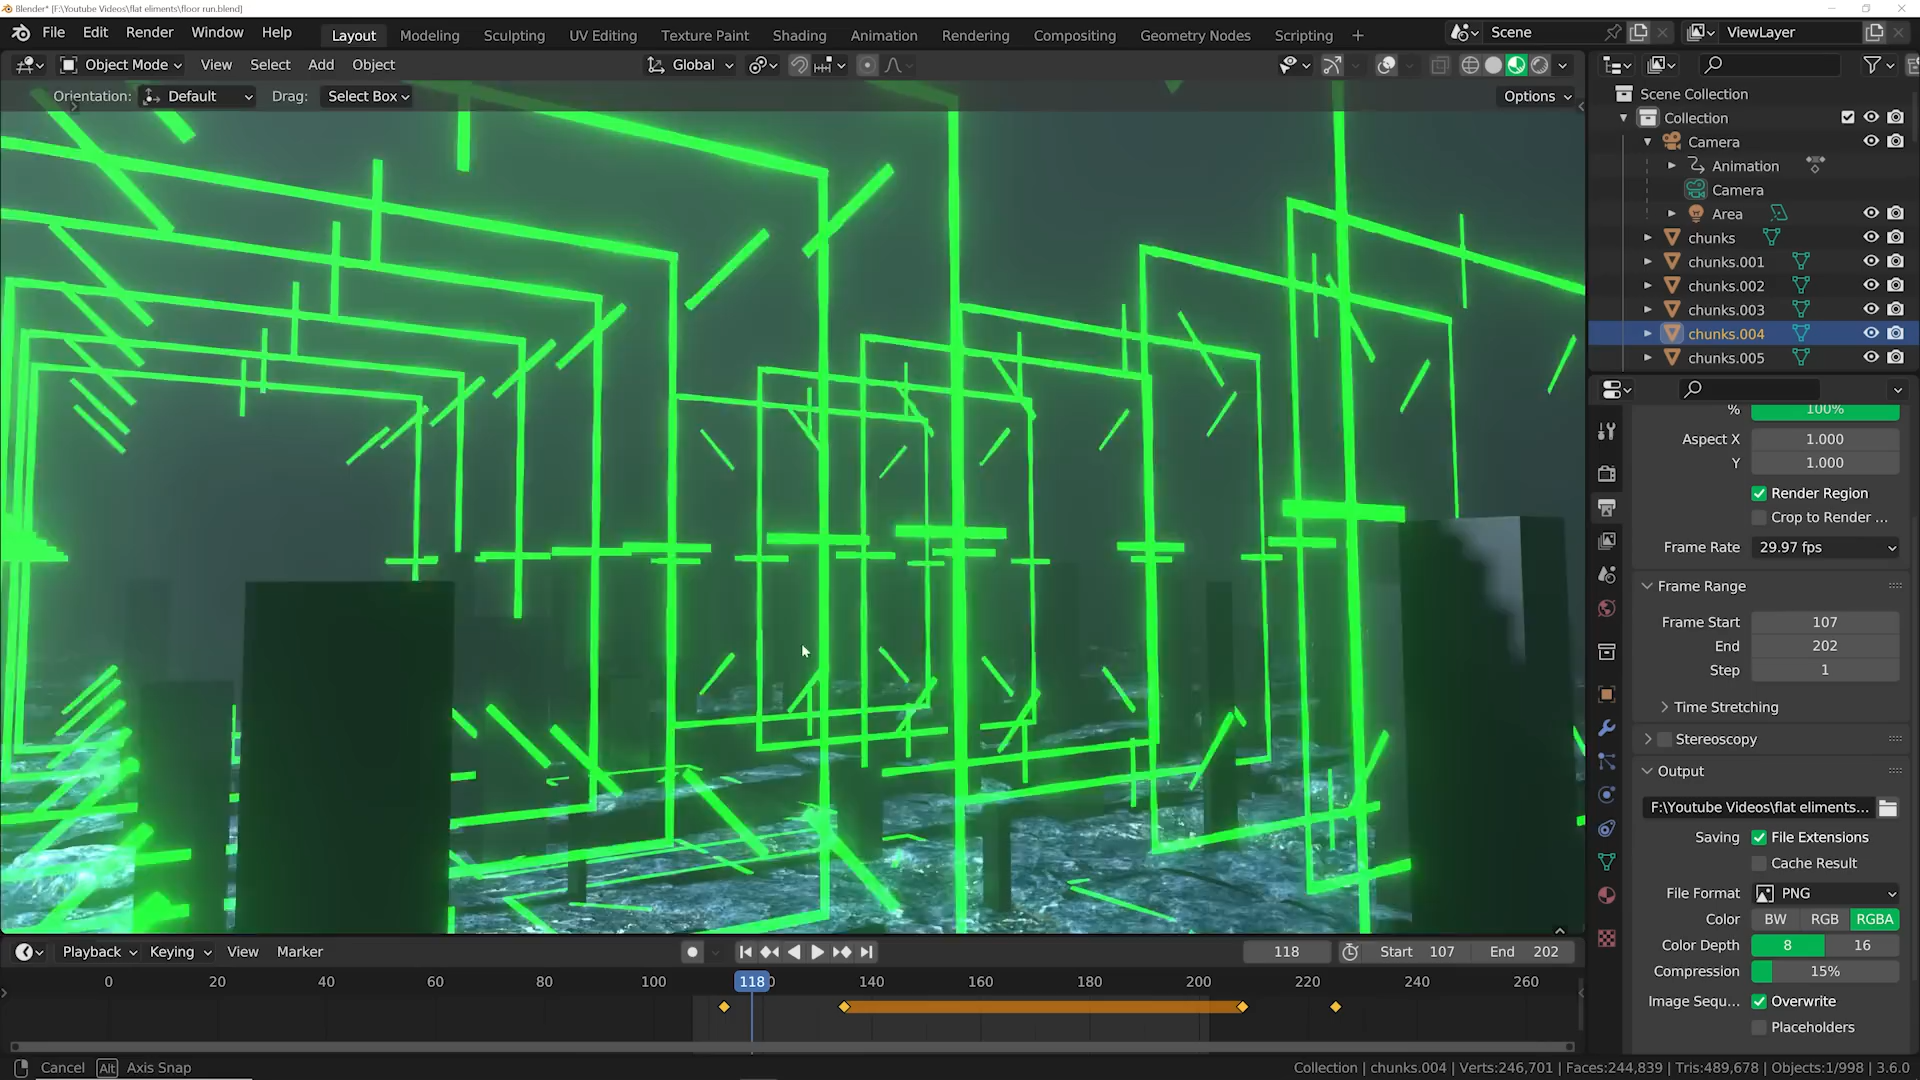 Blender* [F:\Youtube Videos\flat eliments\floor run.blend]
File Edit Render Window Help Layout Modeling Sculpting UV Editing Texture Paint Shading Animation Rendering Compositing Geometry Nodes Scripting + Scene ViewLayer
Object Mode View Select Add Object Global
Orientation: Default Drag: Select Box Options
Scene Collection
Collection
Camera
Animation
Camera
Area
chunks
chunks.001
chunks.002
chunks.003
chunks.004
chunks.005
% 100%
Aspect X 1.000
Y 1.000
Render Region
Crop to Render ...
Frame Rate 29.97 fps
Frame Range
Frame Start 107
End 202
Step 1
Time Stretching
Stereoscopy
Output
F:\Youtube Videos\flat eliments...
Saving File Extensions
Cache Result
File Format PNG
Color BW RGB RGBA
Color Depth 8 16
Compression 15%
Image Sequ... Overwrite
Placeholders
Playback Keying View Marker 118 Start 107 End 202
0 20 40 60 80 100 118 0 140 160 180 200 220 240 260
Cancel Alt Axis Snap Collection | chunks.004 | Verts:246,701 | Faces:244,839 | Tris:489,678 | Objects:1/998 | 3.6.0